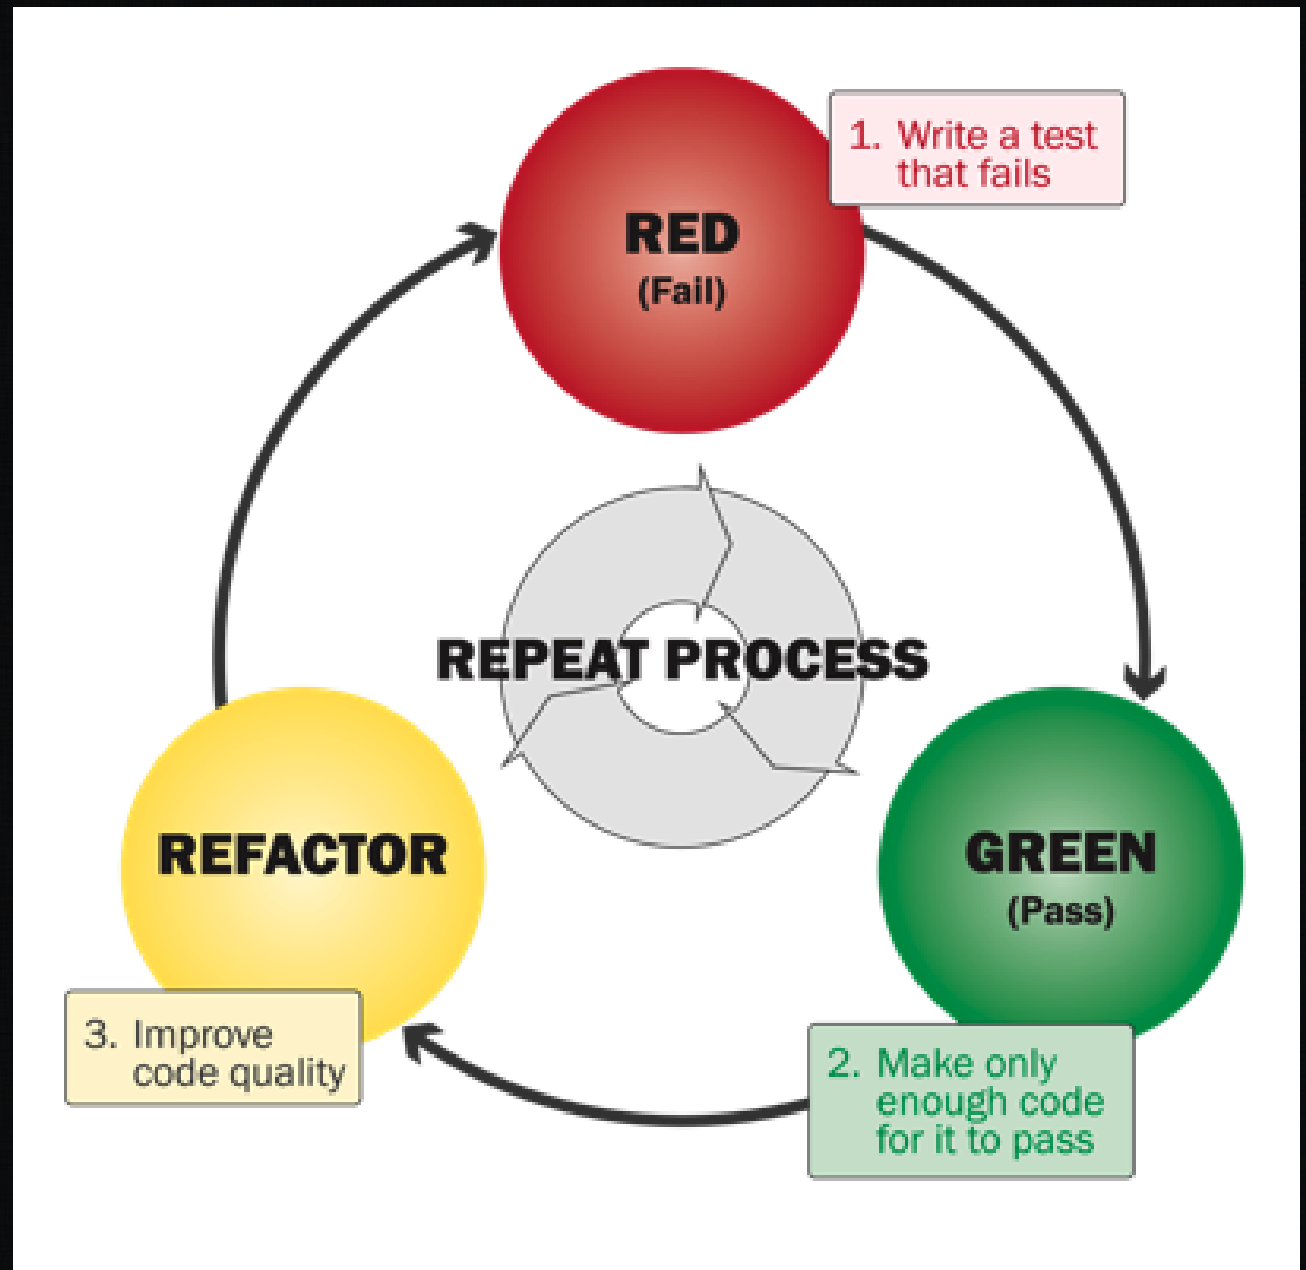 1. Write a test
that fails
RED
(Fail)
REPEAT PROCESS
REFACTOR
GREEN
(Pass)
3. Improve
code quality
2. Make only
enough code
for it to pass